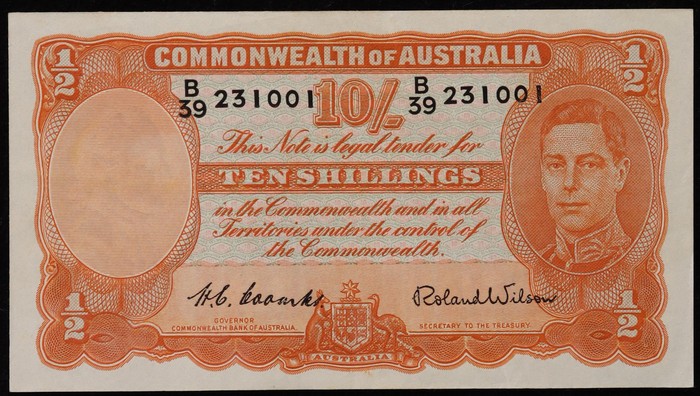 1/2
COMMONWEALTH OF AUSTRALIA
1/2
B/39 231001
10/-
B/39 231001
This Note is legal tender for
TEN SHILLINGS
in the Commonwealth and in all
Territories under the control of
the Commonwealth.
1/2
H.C. Coombs
Roland Wilson
1/2
GOVERNOR
COMMONWEALTH BANK OF AUSTRALIA.
SECRETARY TO THE TREASURY
AUSTRALIA